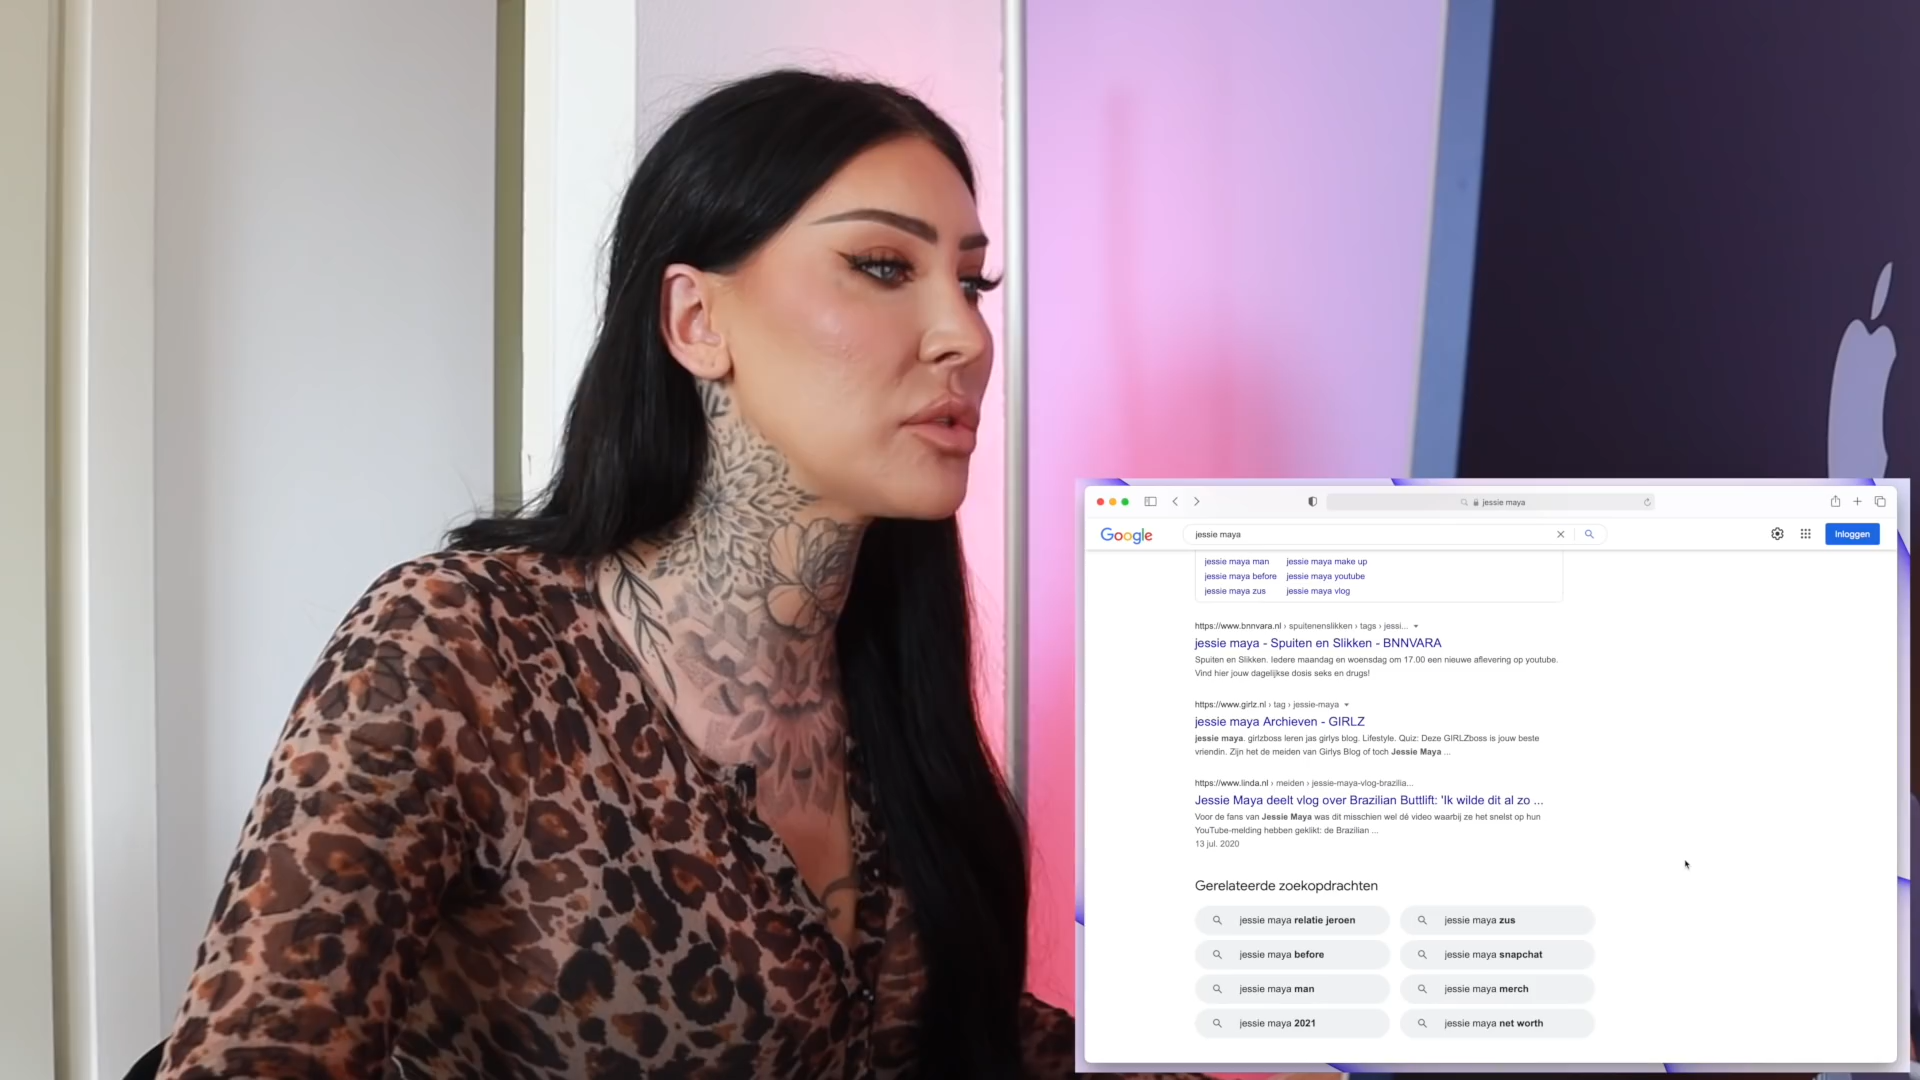 jessie maya
Google
jessie maya
Inloggen
jessie maya man
jessie maya make up
jessie maya before
jessie maya youtube
jessie maya zus
jessie maya vlog
https://www.bnnvara.nl › spuitenenslikken › tags › jessi...
jessie maya - Spuiten en Slikken - BNNVARA
Spuiten en Slikken. Iedere maandag en woensdag om 17.00 een nieuwe aflevering op youtube.
Vind hier jouw dagelijkse dosis seks en drugs!
https://www.girlz.nl › tag › jessie-maya
jessie maya Archieven - GIRLZ
jessie maya. girlzboss leren jas girlys blog. Lifestyle. Quiz: Deze GIRLZboss is jouw beste
vriendin. Zijn het de meiden van Girlys Blog of toch Jessie Maya ...
https://www.linda.nl › meiden › jessie-maya-vlog-brazilia...
Jessie Maya deelt vlog over Brazilian Buttlift: 'Ik wilde dit al zo ...
Voor de fans van Jessie Maya was dit misschien wel dé video waarbij ze het snelst op hun
YouTube-melding hebben geklikt: de Brazilian ...
13 jul. 2020
Gerelateerde zoekopdrachten
jessie maya relatie jeroen
jessie maya zus
jessie maya before
jessie maya snapchat
jessie maya man
jessie maya merch
jessie maya 2021
jessie maya net worth